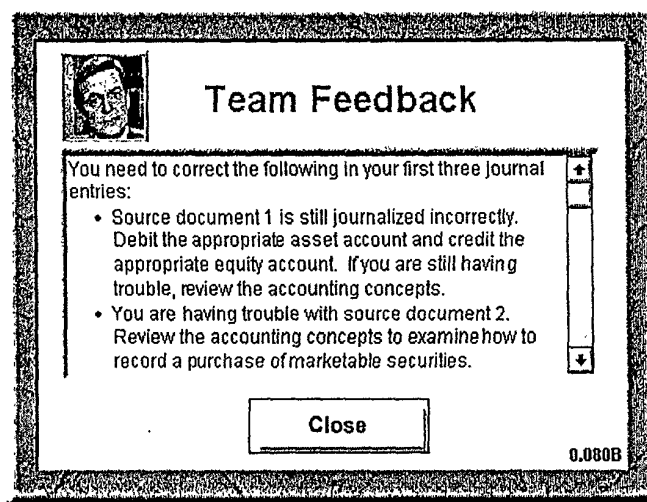 Team Feedback
You need to correct the following in your first three journal
entries:
• Source document 1 is still journalized incorrectly.
Debit the appropriate asset account and credit the
appropriate equity account. If you are still having
trouble, review the accounting concepts.
• You are having trouble with source document 2.
Review the accounting concepts to examine how to
record a purchase of marketable securities.
Close
0.080B